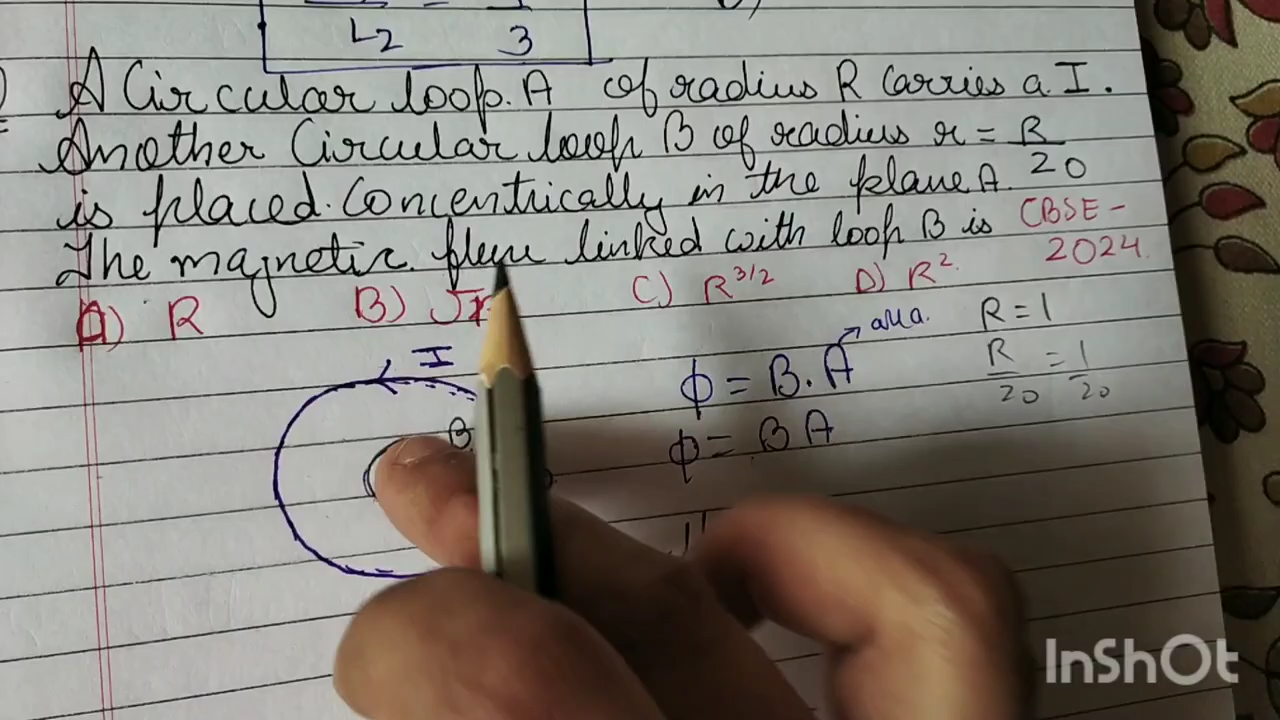 L2 3
A Circular loop. A of radius R Carries a. I.
Another Circular loop B of radius r = R/20
is placed. Concentrically in the plane A.
The magnetic flux linked with loop B is CBSE - 2024
A) R B) √r C) R^3/2 D) R^2.
I
B
ϕ = B. A → area.
ϕ = B A
R = 1
R/20 = 1/20
InShOt